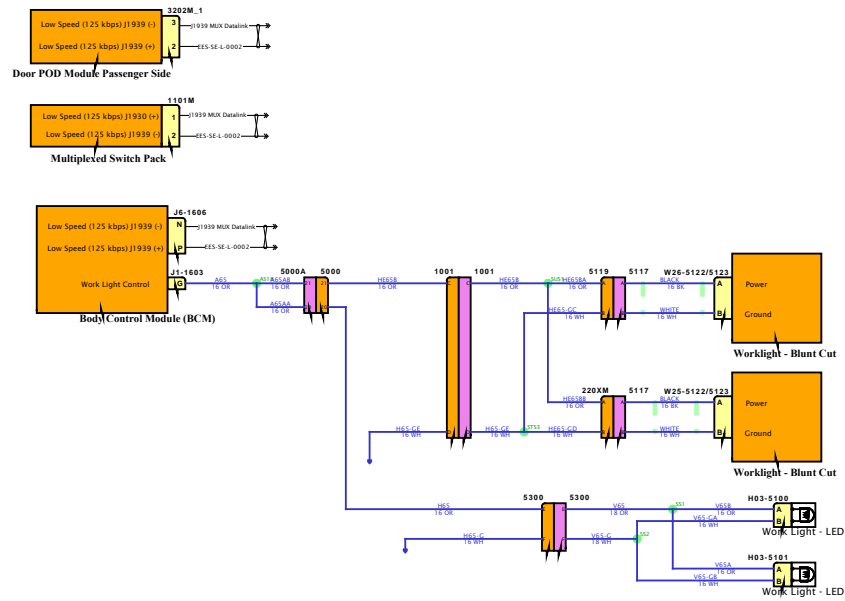 3202M_1
Low Speed (125 kbps) J1939 (-)
3
J1939 MUX Datalink
Low Speed (125 kbps) J1939 (+)
2
EES-SE-L-0002
Door POD Module Passenger Side
1101M
Low Speed (125 kbps) J1930 (+)
1
J1939 MUX Datalink
Low Speed (125 kbps) J1939 (-)
2
EES-SE-L-0002
Multiplexed Switch Pack
J6-1606
Low Speed (125 kbps) J1939 (-)
N
J1939 MUX Datalink
Low Speed (125 kbps) J1939 (+)
P
EES-SE-L-0002
J1-1603
Work Light Control
G
A65
16 OR
A65AB
16 OR
A65AA
16 OR
Body Control Module (BCM)
5000A
5000
21
21
HE65B
16 OR
1001
1001
C
C
HE65B
16 OR
HE65BA
16 OR
5119
5117
A
A
BLACK
16 BK
W26-5122/5123
A
Power
HE65-GC
16 WH
WHITE
16 WH
B
Ground
Worklight - Blunt Cut
HE65BB
16 OR
220XM
5117
A
A
BLACK
16 BK
W25-5122/5123
A
Power
H65-GE
16 WH
H65-GE
16 WH
STS3
HE65-GD
16 WH
WHITE
16 WH
B
Ground
Worklight - Blunt Cut
H65
16 OR
5300
5300
V65
18 OR
SS1
V65B
16 OR
H03-5100
A
V65-GA
16 WH
B
Work Light - LED
H65-G
16 WH
V65-G
18 WH
SS2
H03-5101
V65A
16 OR
A
V65-GB
16 WH
B
Work Light - LED